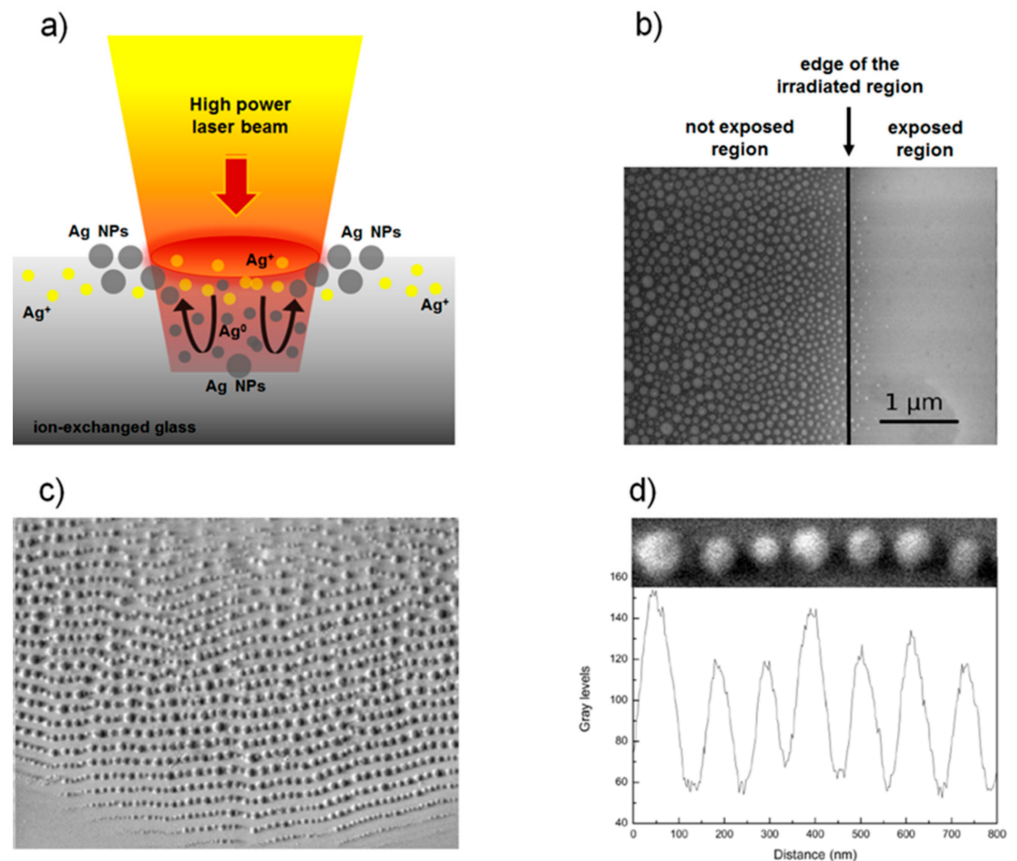 a)
High power
laser beam
Ag NPs
Ag NPs
Ag⁺
Ag⁺
Ag⁺
Ag⁰
Ag NPs
ion-exchanged glass
b)
edge of the
irradiated region
not exposed
region
exposed
region
1 μm
c)
d)
160
140
120
100
80
60
40
Gray levels
0 100 200 300 400 500 600 700 800
Distance (nm)